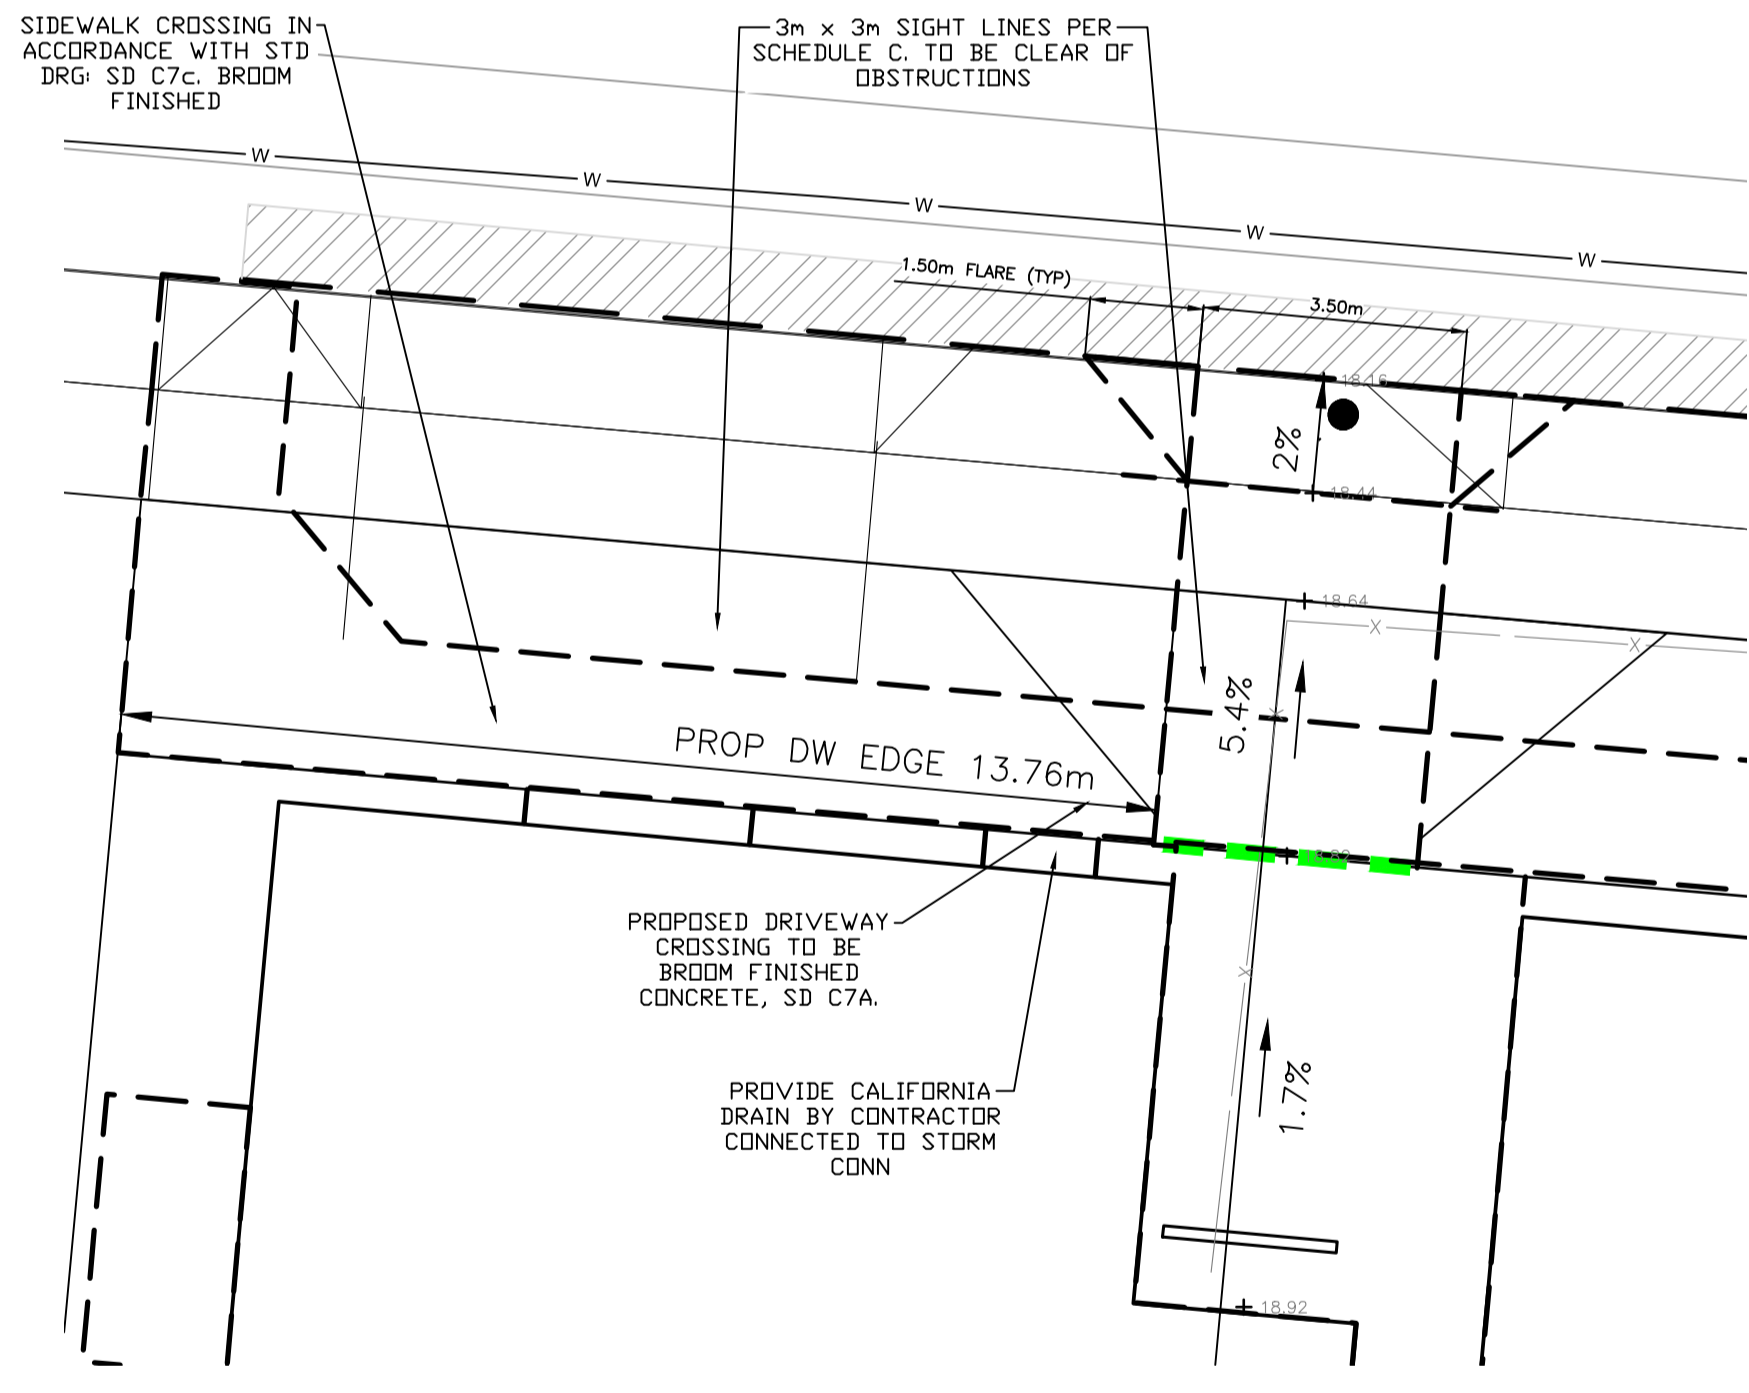 SIDEWALK CROSSING IN
ACCORDANCE WITH STD
DRG: SD C7c. BROOM
FINISHED
3m x 3m SIGHT LINES PER
SCHEDULE C. TO BE CLEAR OF
OBSTRUCTIONS
W
W
W
W
W
1.50m FLARE (TYP)
3.50m
18.16
2%
18.44
18.64
X
X
5.4%
X
PROP DW EDGE 13.76m
18.82
PROPOSED DRIVEWAY
CROSSING TO BE
BROOM FINISHED
CONCRETE, SD C7A.
X
1.7%
PROVIDE CALIFORNIA
DRAIN BY CONTRACTOR
CONNECTED TO STORM
CONN
18.92